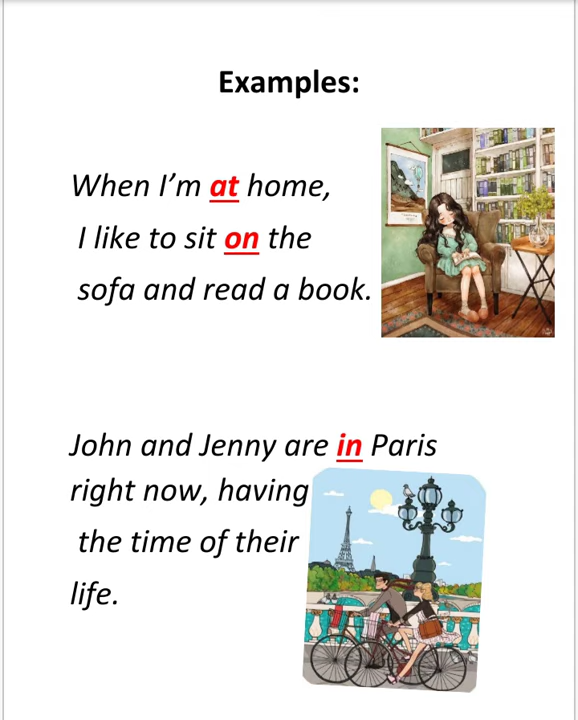 Examples:
When I'm at home,
I like to sit on the
sofa and read a book.
John and Jenny are in Paris
right now, having
the time of their
life.